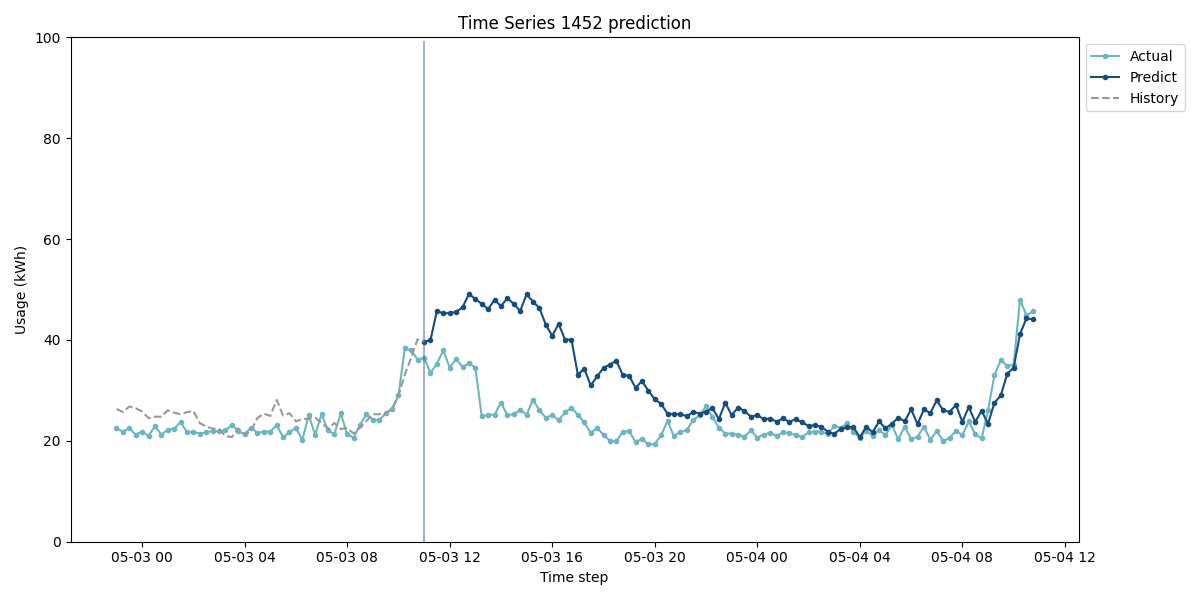 Time Series 1452 prediction
100
80
60
40
20
0
Usage (kWh)
05-03 00 05-03 04 05-03 08 05-03 12 05-03 16 05-03 20 05-04 00 05-04 04 05-04 08 05-04 12
Time step
Actual
Predict
History